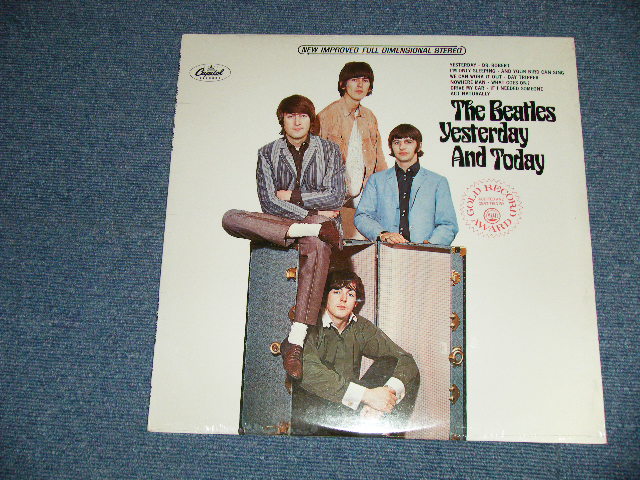 NEW IMPROVED FULL DIMENSIONAL STEREO
Capitol
RECORDS
YESTERDAY · DR. ROBERT
I'M ONLY SLEEPING · AND YOUR BIRD CAN SING
WE CAN WORK IT OUT · DAY TRIPPER
NOWHERE MAN · WHAT GOES ON?
DRIVE MY CAR · IF I NEEDED SOMEONE
ACT NATURALLY
The Beatles
Yesterday
And Today
GOLD RECORD
AWARD